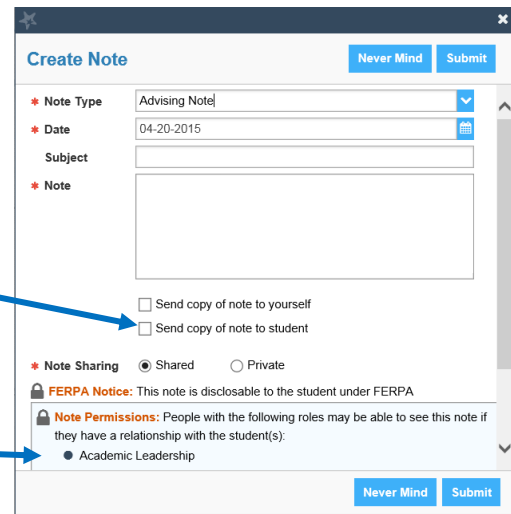 Create Note
Never Mind
Submit
* Note Type
Advising Note
* Date
04-20-2015
Subject
* Note
Send copy of note to yourself
Send copy of note to student
* Note Sharing
Shared
Private
FERPA Notice: This note is disclosable to the student under FERPA
Note Permissions: People with the following roles may be able to see this note if
they have a relationship with the student(s):
● Academic Leadership
Never Mind
Submit